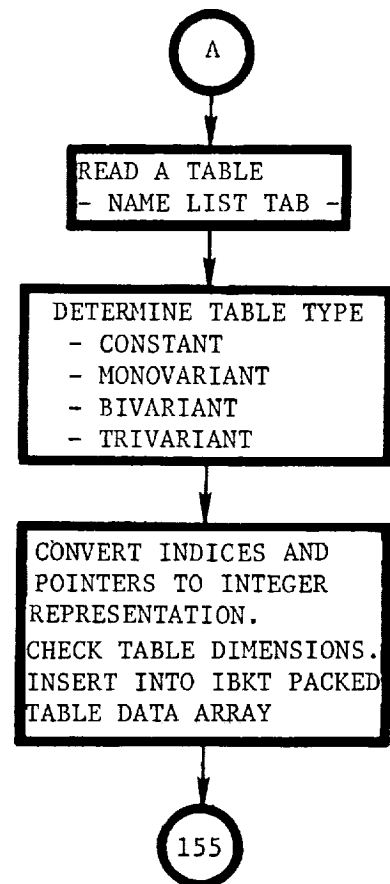 A
READ A TABLE
- NAME LIST TAB -
DETERMINE TABLE TYPE
- CONSTANT
- MONOVARIANT
- BIVARIANT
- TRIVARIANT
CONVERT INDICES AND
POINTERS TO INTEGER
REPRESENTATION.
CHECK TABLE DIMENSIONS.
INSERT INTO IBKT PACKED
TABLE DATA ARRAY
155